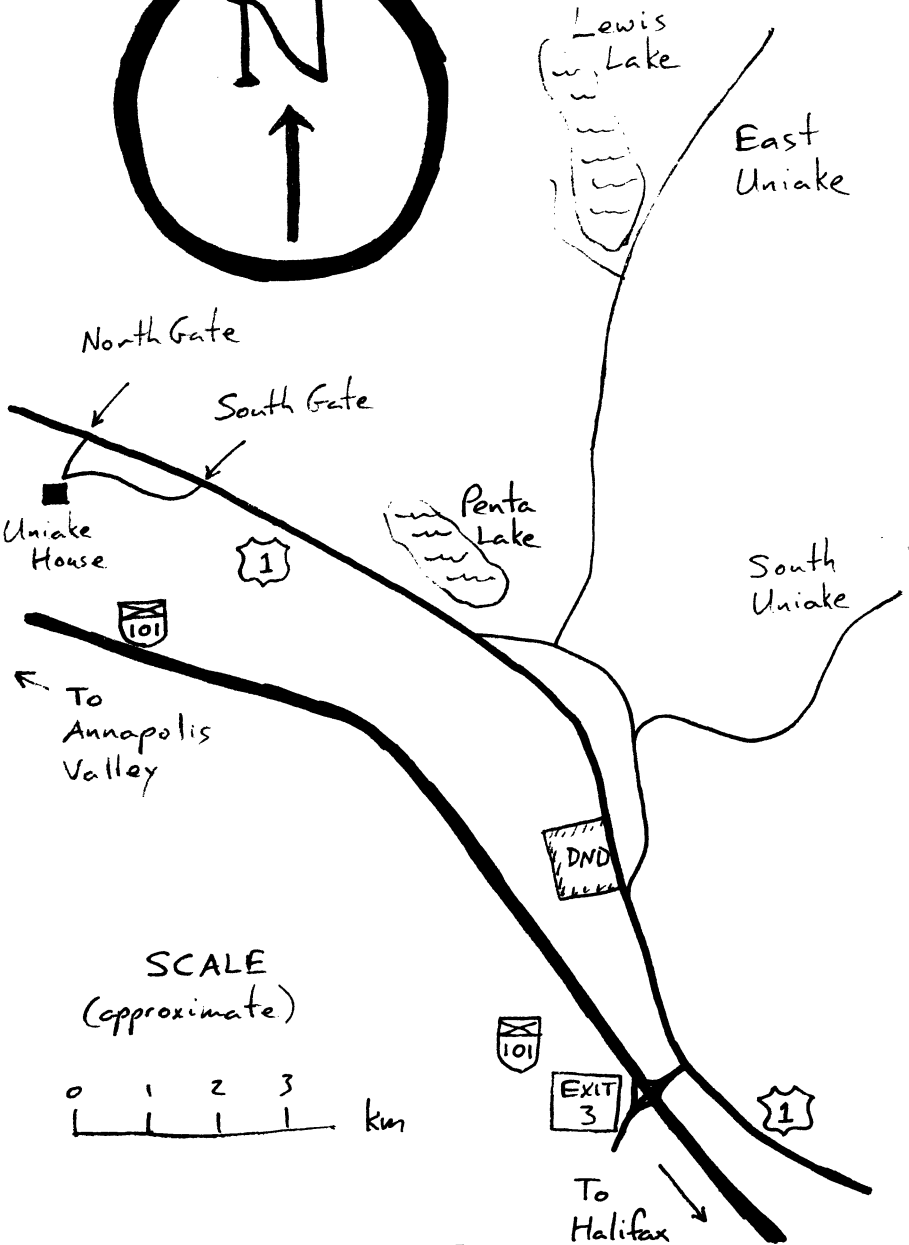 N
Lewis
Lake
East
Uniake
North Gate
South Gate
Uniake
House
1
Penta
Lake
South
Uniake
101
To
Annapolis
Valley
DND
SCALE
(approximate)
0 1 2 3
km
101
EXIT
3
1
To
Halifax